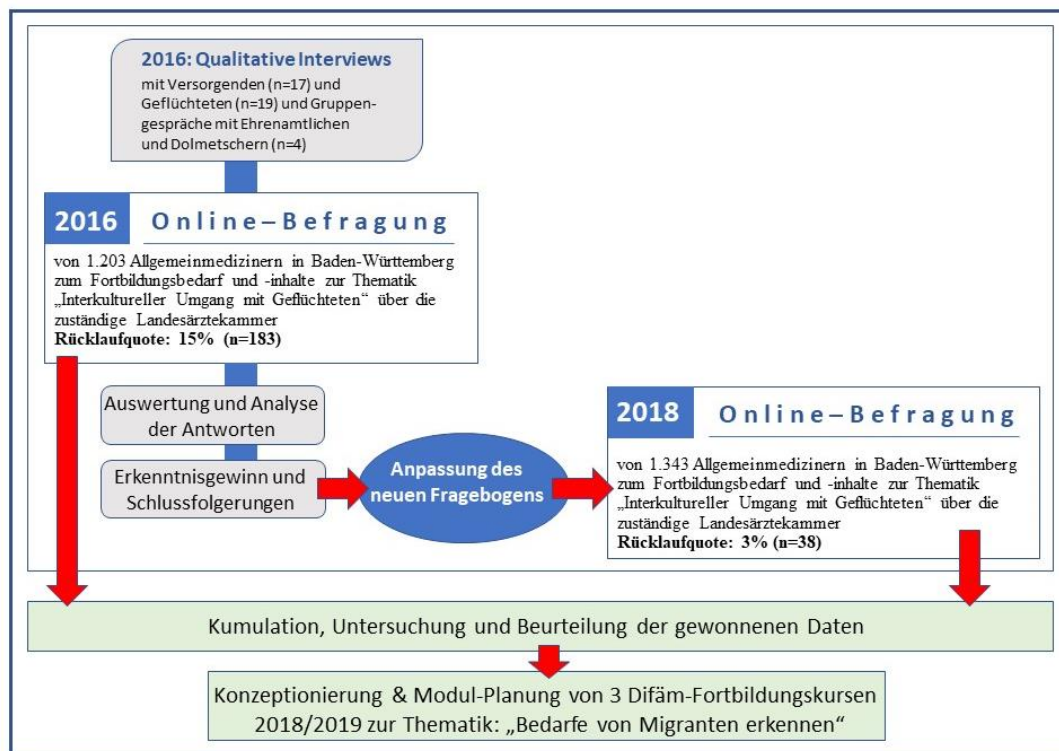 2016: Qualitative Interviews
mit Versorgenden (n=17) und
Geflüchteten (n=19) und Gruppen-
gespräche mit Ehrenamtlichen
und Dolmetschern (n=4)
2016 Online–Befragung
von 1.203 Allgemeinmedizinern in Baden-Württemberg
zum Fortbildungsbedarf und -inhalte zur Thematik
„Interkultureller Umgang mit Geflüchteten“ über die
zuständige Landesärztekammer
Rücklaufquote: 15% (n=183)
Auswertung und Analyse
der Antworten
Erkenntnisgewinn und
Schlussfolgerungen
Anpassung des
neuen Fragebogens
2018 Online–Befragung
von 1.343 Allgemeinmedizinern in Baden-Württemberg
zum Fortbildungsbedarf und -inhalte zur Thematik
„Interkultureller Umgang mit Geflüchteten“ über die
zuständige Landesärztekammer
Rücklaufquote: 3% (n=38)
Kumulation, Untersuchung und Beurteilung der gewonnenen Daten
Konzeptionierung & Modul-Planung von 3 Difäm-Fortbildungskursen
2018/2019 zur Thematik: „Bedarfe von Migranten erkennen“